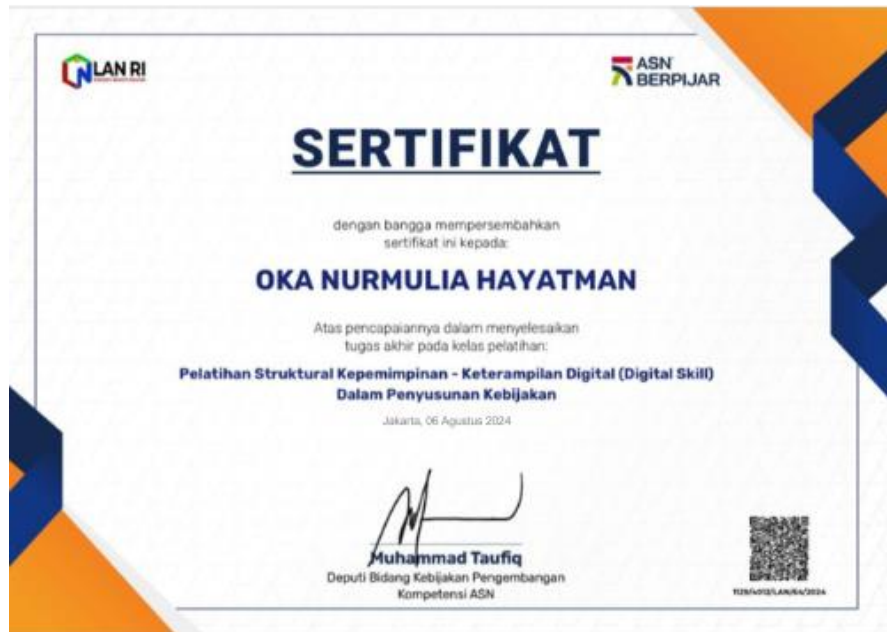 LAN RI
ASN
BERPIJAR
SERTIFIKAT
dengan bangga mempersembahkan
sertifikat ini kepada:
OKA NURMULIA HAYATMAN
Atas pencapaiannya dalam menyelesaikan
tugas akhir pada kelas pelatihan:
Pelatihan Struktural Kepemimpinan - Keterampilan Digital (Digital Skill)
Dalam Penyusunan Kebijakan
Jakarta, 06 Agustus 2024
Muhammad Taufiq
Deputi Bidang Kebijakan Pengembangan
Kompetensi ASN